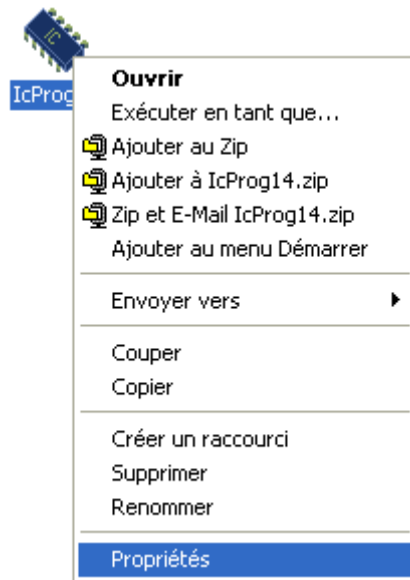 IC
IcProg
Ouvrir
Exécuter en tant que...
Ajouter au Zip
Ajouter à IcProg14.zip
Zip et E-Mail IcProg14.zip
Ajouter au menu Démarrer
Envoyer vers
Couper
Copier
Créer un raccourci
Supprimer
Renommer
Propriétés